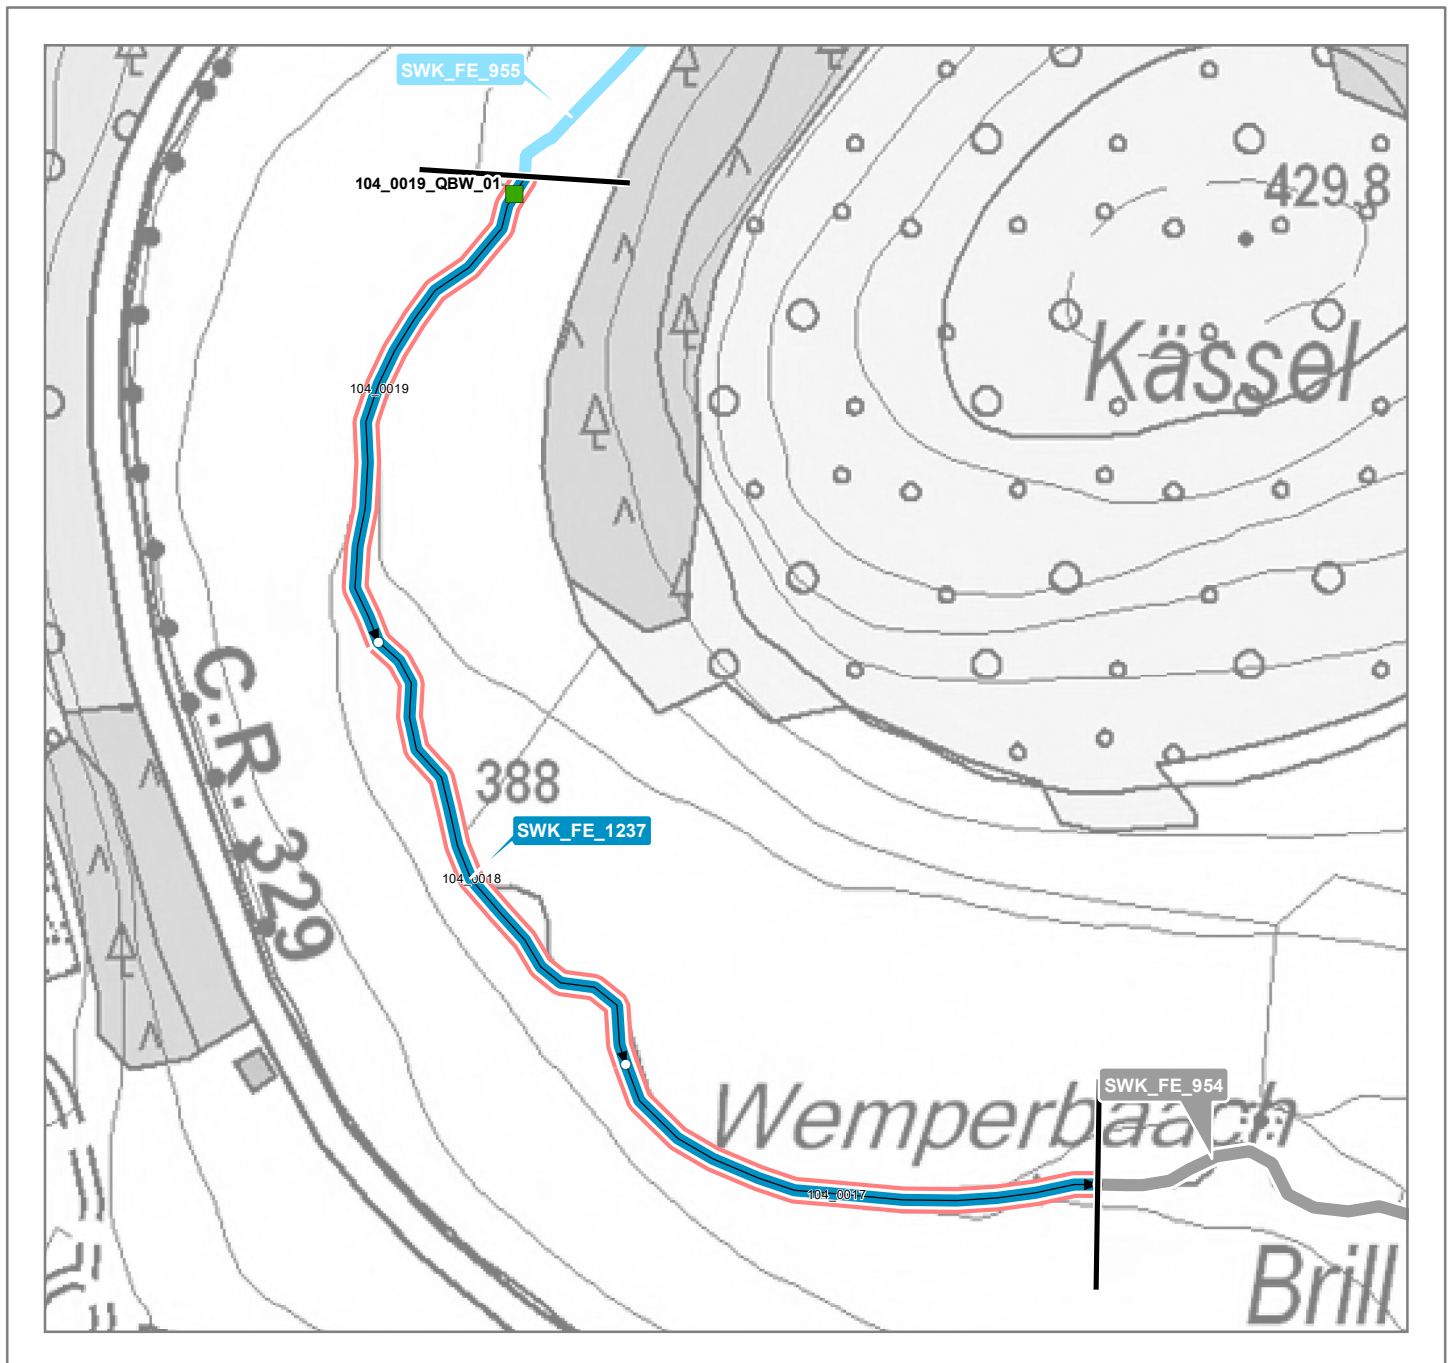 SWK_FE_955
104_0019_QBW_01
429,8
Kässel
104_0019
C.R. 329
388
SWK_FE_1237
104_0018
SWK_FE_954
Wemperbaach
104_0017
Brill